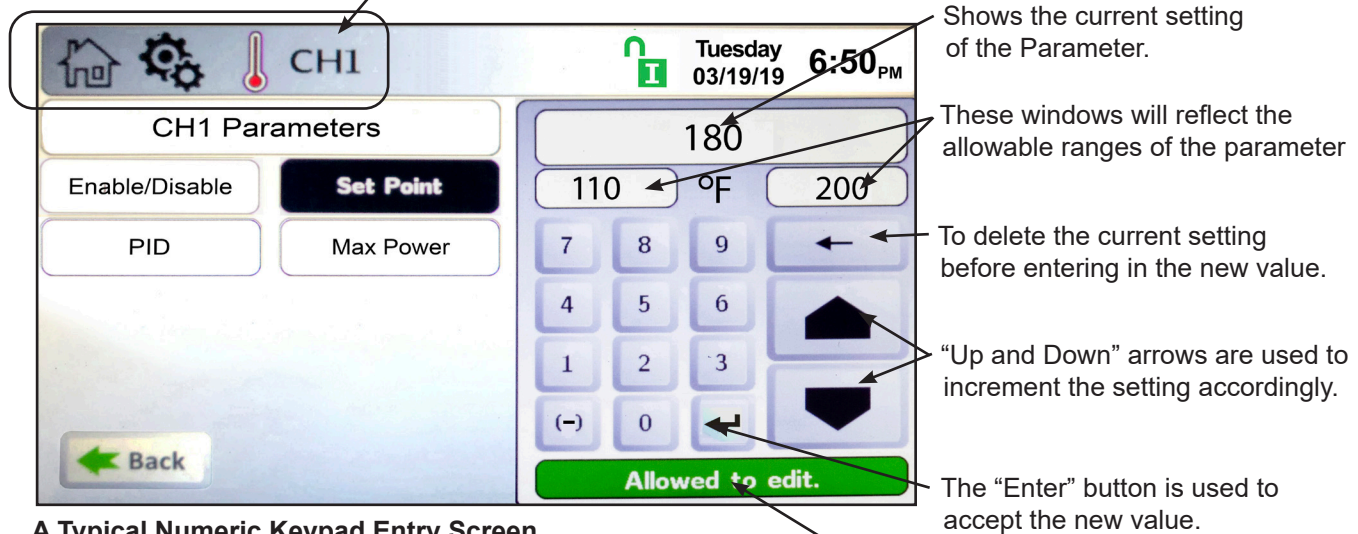 CH1
I
Tuesday
03/19/19
6:50 PM
CH1 Parameters
Enable/Disable
Set Point
PID
Max Power
Back
180
110 °F 200
7 8 9
4 5 6
1 2 3
(−) 0
Allowed to edit.
Shows the current setting
of the Parameter.
These windows will reflect the
allowable ranges of the parameter
To delete the current setting
before entering in the new value.
“Up and Down” arrows are used to
increment the setting accordingly.
The “Enter” button is used to
accept the new value.
A Typical Numeric Keypad Entry Screen